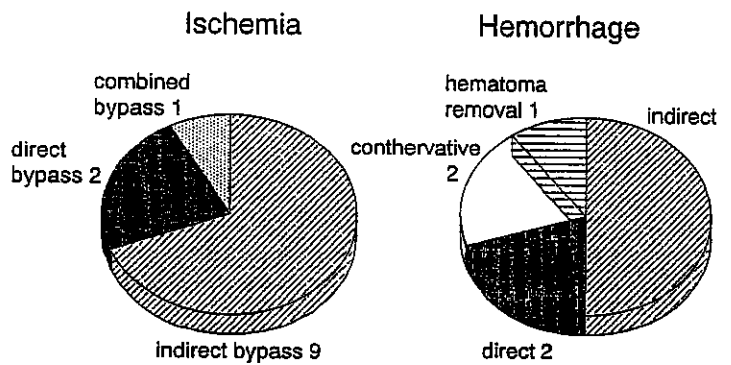 Ischemia
combined
bypass 1
direct
bypass 2
indirect bypass 9
Hemorrhage
hematoma
removal 1
indirect
conthervative
2
direct 2